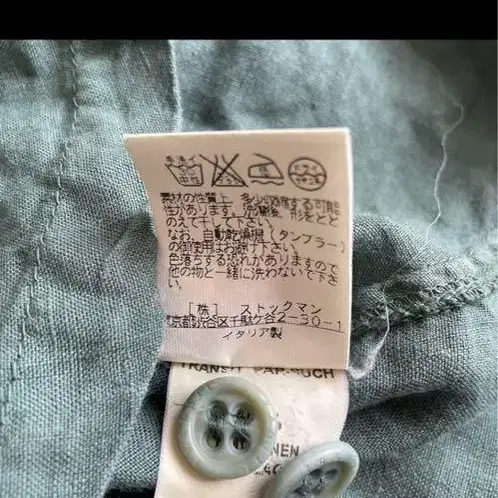 素材の性質上、多少収縮する可能
性があります。洗濯後、形をとと
のえて干して下さい。
なお、自動乾燥機(タンブラー)
の御使用はお避け下さい。
色落ちする恐れがありますので
他の物と一緒に洗わないで下さ
い。
[株] ストックマン
東京都渋谷区千駄ケ谷2-30-1
イタリア製
TRANSIT PAR-SUCH
NEN